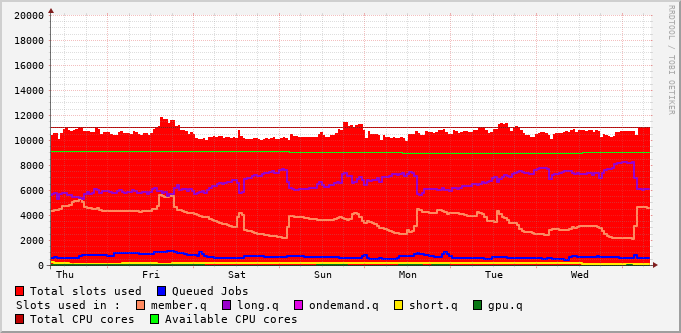 20000
18000
16000
14000
12000
10000
8000
6000
4000
2000
0
Thu Fri Sat Sun Mon Tue Wed
RRDTOOL / TOBI OETIKER
Total slots used Queued Jobs
Slots used in : member.q long.q ondemand.q short.q gpu.q
Total CPU cores Available CPU cores